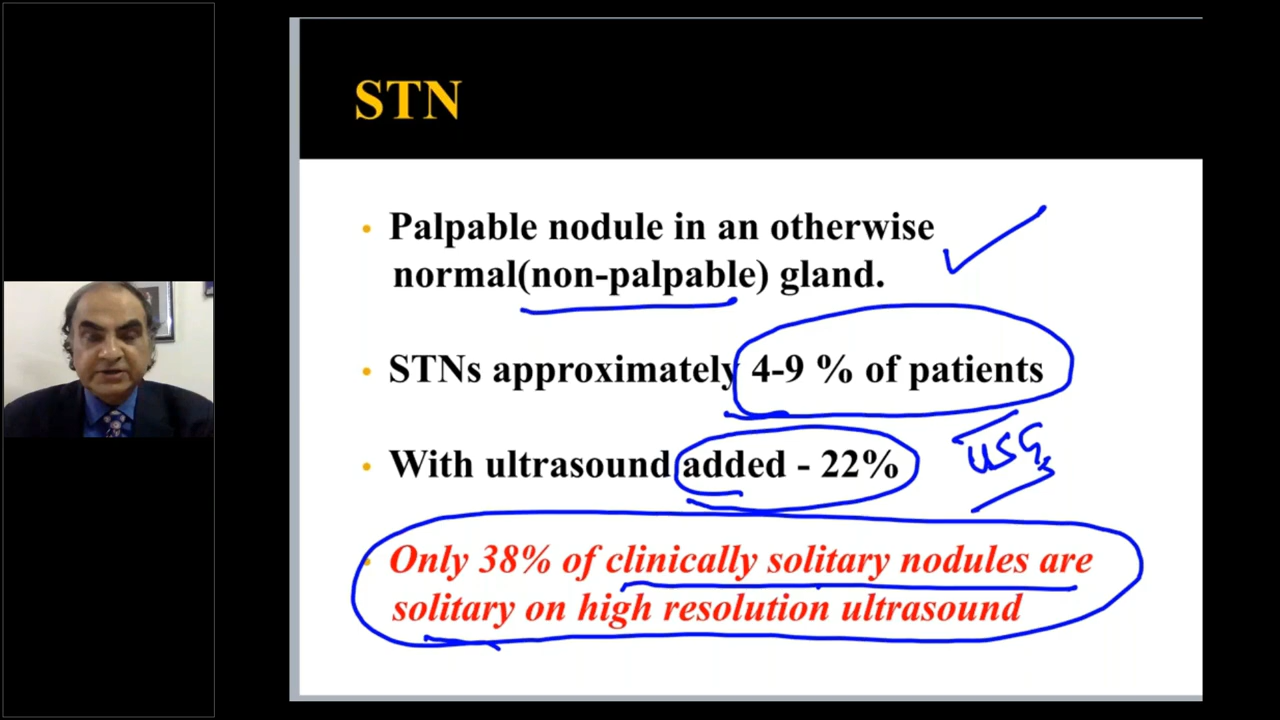 STN
• Palpable nodule in an otherwise
normal(non-palpable) gland.
• STNs approximately 4-9 % of patients
• With ultrasound added - 22%
USG
• Only 38% of clinically solitary nodules are
solitary on high resolution ultrasound